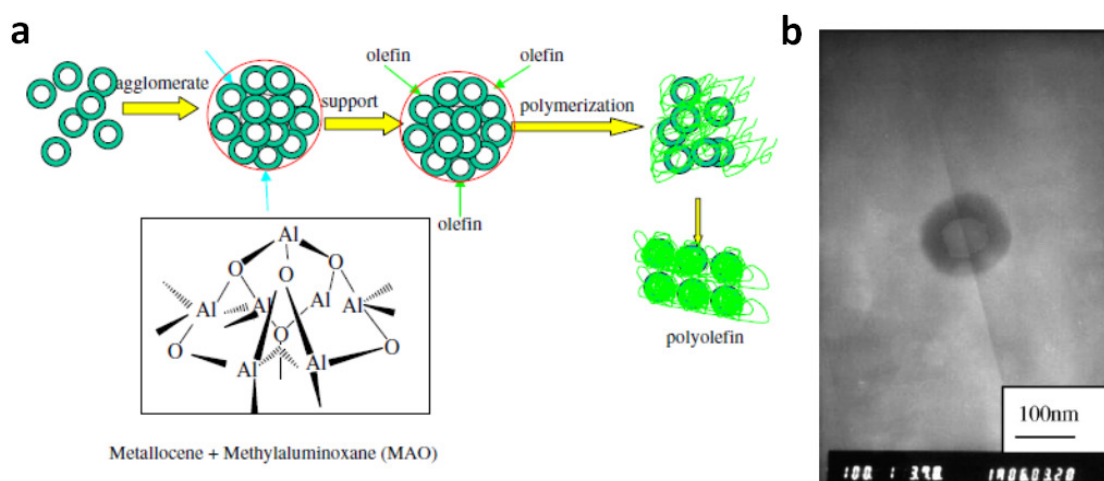 a
b
olefin
olefin
agglomerate
support
polymerization
olefin
Al
O
O
O
Al
Al
Al
Al
O
O
O
Al
Al
polyolefin
Metallocene + Methylaluminoxane (MAO)
100nm